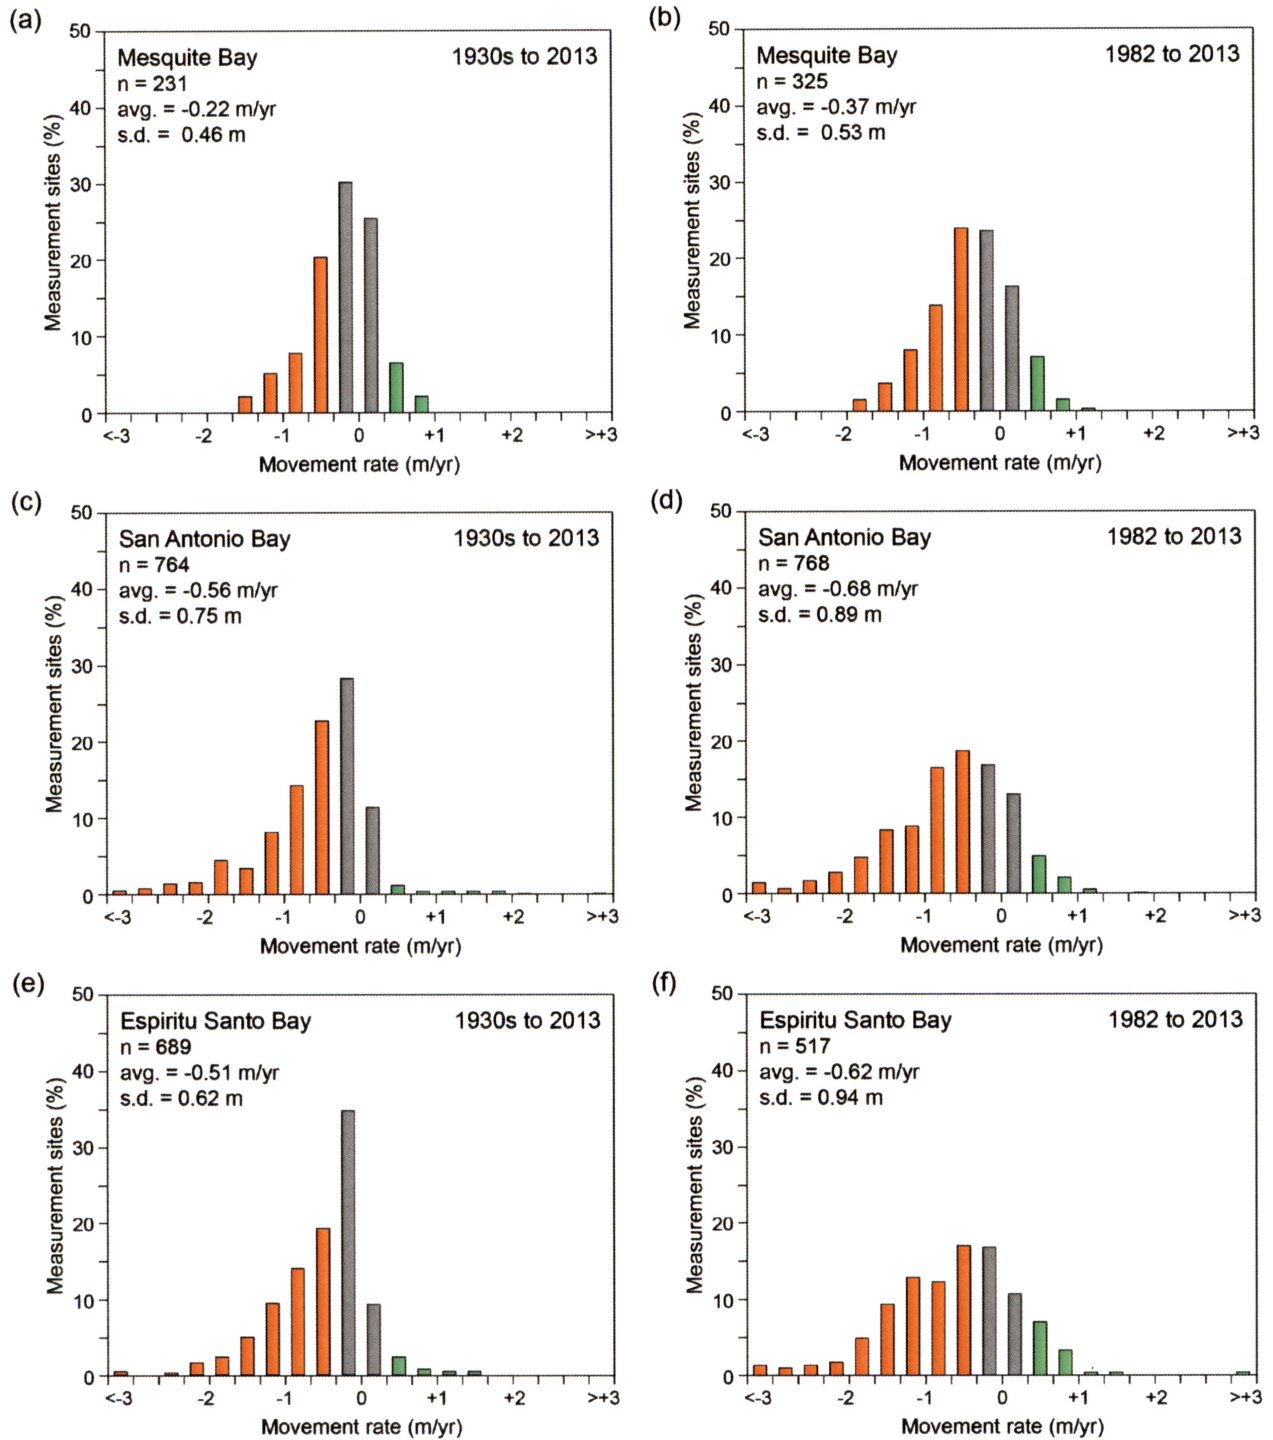 (a)
50
Mesquite Bay
1930s to 2013
n = 231
avg. = -0.22 m/yr
s.d. = 0.46 m
40
30
20
10
0
Measurement sites (%)
<-3 -2 -1 0 +1 +2 >+3
Movement rate (m/yr)
(b)
50
Mesquite Bay
1982 to 2013
n = 325
avg. = -0.37 m/yr
s.d. = 0.53 m
40
30
20
10
0
Measurement sites (%)
<-3 -2 -1 0 +1 +2 >+3
Movement rate (m/yr)
(c)
50
San Antonio Bay
1930s to 2013
n = 764
avg. = -0.56 m/yr
s.d. = 0.75 m
40
30
20
10
0
Measurement sites (%)
<-3 -2 -1 0 +1 +2 >+3
Movement rate (m/yr)
(d)
50
San Antonio Bay
1982 to 2013
n = 768
avg. = -0.68 m/yr
s.d. = 0.89 m
40
30
20
10
0
Measurement sites (%)
<-3 -2 -1 0 +1 +2 >+3
Movement rate (m/yr)
(e)
50
Espiritu Santo Bay
1930s to 2013
n = 689
avg. = -0.51 m/yr
s.d. = 0.62 m
40
30
20
10
0
Measurement sites (%)
<-3 -2 -1 0 +1 +2 >+3
Movement rate (m/yr)
(f)
50
Espiritu Santo Bay
1982 to 2013
n = 517
avg. = -0.62 m/yr
s.d. = 0.94 m
40
30
20
10
0
Measurement sites (%)
<-3 -2 -1 0 +1 +2 >+3
Movement rate (m/yr)